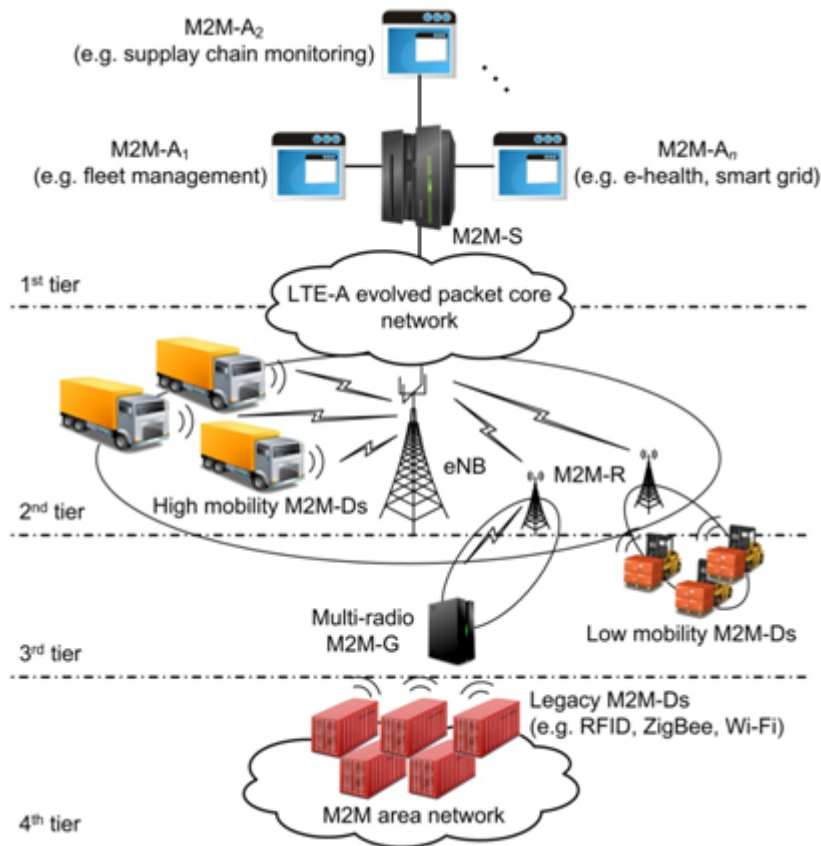 M2M-A₂
(e.g. supplay chain monitoring)
M2M-A₁
(e.g. fleet management)
M2M-Aₙ
(e.g. e-health, smart grid)
M2M-S
1ˢᵗ tier
LTE-A evolved packet core
network
eNB
M2M-R
High mobility M2M-Ds
2ⁿᵈ tier
Multi-radio
M2M-G
Low mobility M2M-Ds
3ʳᵈ tier
Legacy M2M-Ds
(e.g. RFID, ZigBee, Wi-Fi)
M2M area network
4ᵗʰ tier